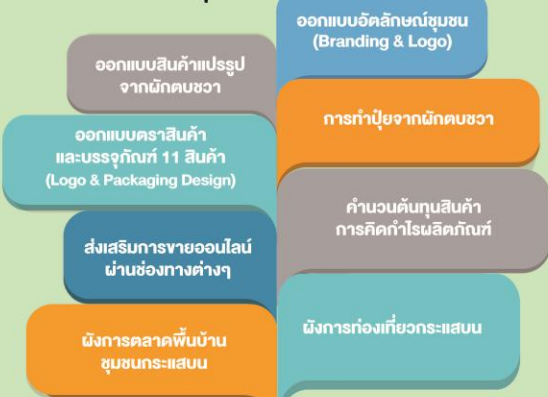 ออกแบบอัตลักษณ์ชุมชน
(Branding & Logo)
ออกแบบสินค้าแปรรูป
จากผักตบชวา
การทำปุ๋ยจากผักตบชวา
ออกแบบตราสินค้า
และบรรจุภัณฑ์ 11 สินค้า
(Logo & Packaging Design)
คำนวนต้นทุนสินค้า
การคิดกำไรผลิตภัณฑ์
ส่งเสริมการขายออนไลน์
ผ่านช่องทางต่างๆ
ผังการท่องเที่ยวกระแสบน
ผังการตลาดพื้นบ้าน
ชุมชนกระแสบน